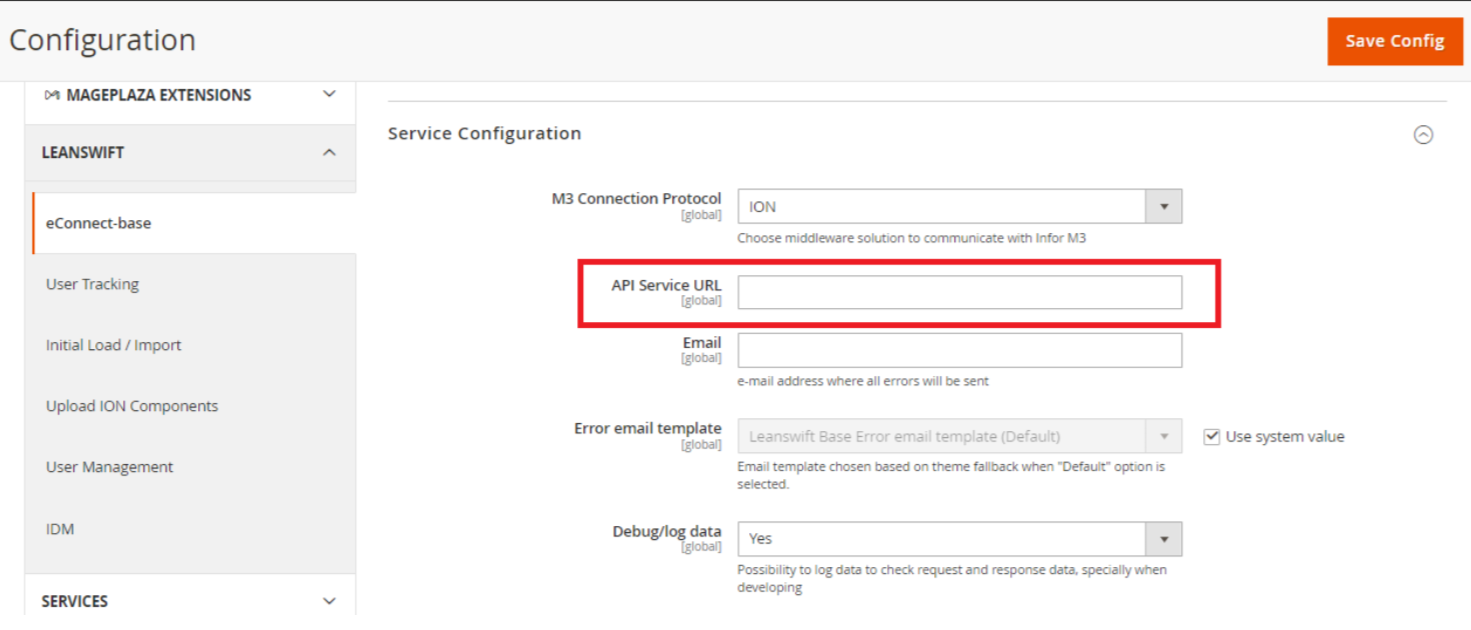 Configuration
Save Config
MAGEPLAZA EXTENSIONS
LEANSWIFT
eConnect-base
User Tracking
Initial Load / Import
Upload ION Components
User Management
IDM
SERVICES
Service Configuration
M3 Connection Protocol
[global]
ION
Choose middleware solution to communicate with Infor M3
API Service URL
[global]
Email
[global]
e-mail address where all errors will be sent
Error email template
[global]
Leanswift Base Error email template (Default)
Use system value
Email template chosen based on theme fallback when "Default" option is
selected.
Debug/log data
[global]
Yes
Possibility to log data to check request and response data, specially when
developing